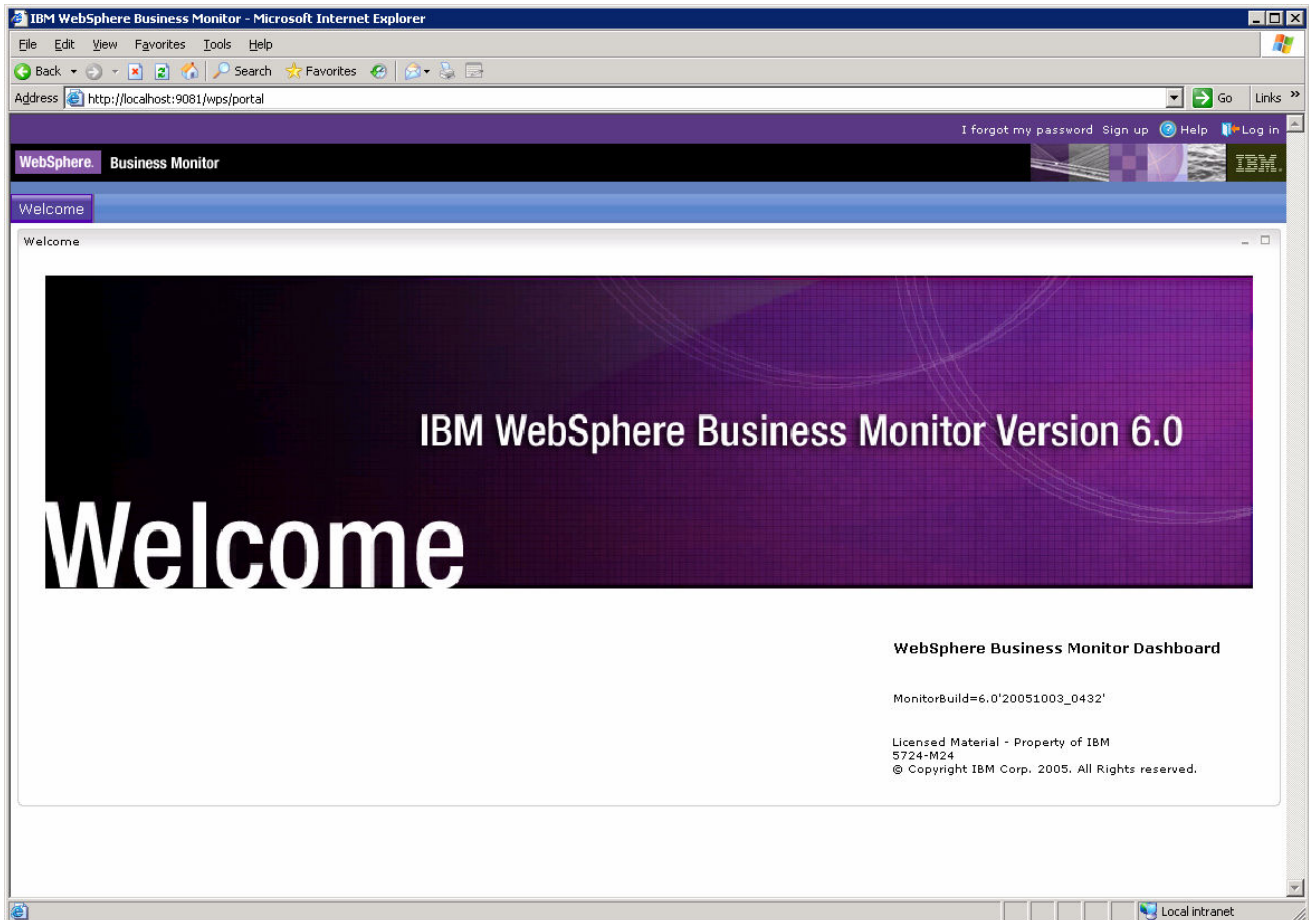 IBM WebSphere Business Monitor - Microsoft Internet Explorer
File Edit View Favorites Tools Help
Back Search Favorites
Address http://localhost:9081/wps/portal Go Links »
I forgot my password Sign up Help Log in
WebSphere. Business Monitor IBM.
Welcome
Welcome
IBM WebSphere Business Monitor Version 6.0
Welcome
WebSphere Business Monitor Dashboard
MonitorBuild=6.0'20051003_0432'
Licensed Material - Property of IBM
5724-M24
© Copyright IBM Corp. 2005. All Rights reserved.
Local intranet